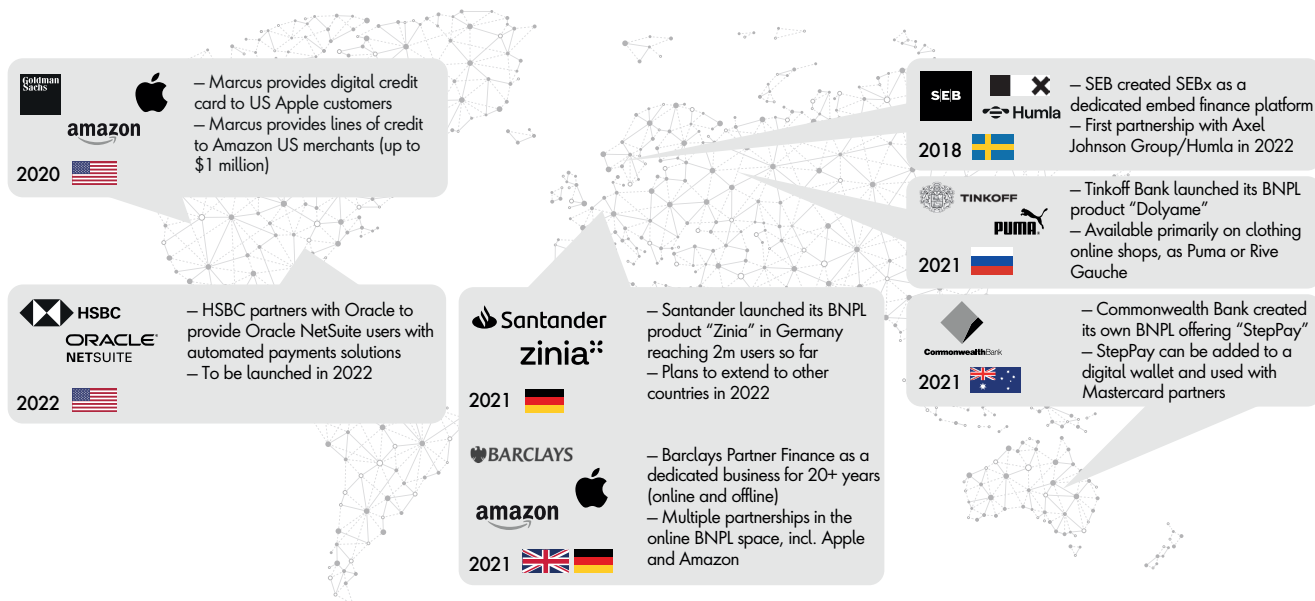 Goldman
Sachs
amazon
2020
– Marcus provides digital credit
card to US Apple customers
– Marcus provides lines of credit
to Amazon US merchants (up to
$1 million)
HSBC
ORACLE
NETSUITE
2022
– HSBC partners with Oracle to
provide Oracle NetSuite users with
automated payments solutions
– To be launched in 2022
Santander
zinia
2021
– Santander launched its BNPL
product “Zinia” in Germany
reaching 2m users so far
– Plans to extend to other
countries in 2022
BARCLAYS
amazon
2021
– Barclays Partner Finance as a
dedicated business for 20+ years
(online and offline)
– Multiple partnerships in the
online BNPL space, incl. Apple
and Amazon
SEB
Humla
2018
– SEB created SEBx as a
dedicated embed finance platform
– First partnership with Axel
Johnson Group/Humla in 2022
TINKOFF
PUMA
2021
– Tinkoff Bank launched its BNPL
product “Dolyame”
– Available primarily on clothing
online shops, as Puma or Rive
Gauche
CommonwealthBank
2021
– Commonwealth Bank created
its own BNPL offering “StepPay”
– StepPay can be added to a
digital wallet and used with
Mastercard partners